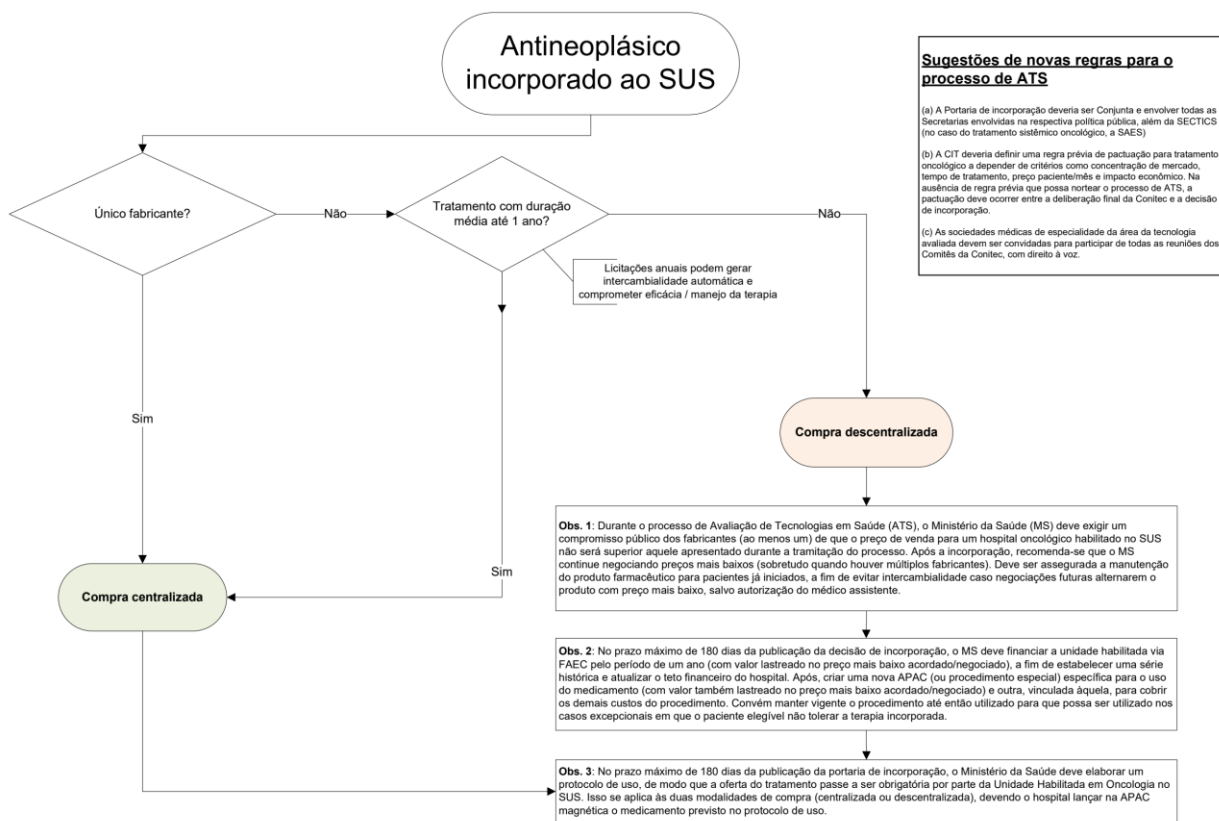 Antineoplásico
incorporado ao SUS
Sugestões de novas regras para o
processo de ATS
(a) A Portaria de incorporação deveria ser Conjunta e envolver todas as
Secretarias envolvidas na respectiva política pública, além da SECTICS
(no caso do tratamento sistêmico oncológico, a SAES)
(b) A CIT deveria definir uma regra prévia de pactuação para tratamento
oncológico a depender de critérios como concentração de mercado,
tempo de tratamento, preço paciente/mês e impacto econômico. Na
ausência de regra prévia que possa nortear o processo de ATS, a
pactuação deve ocorrer entre a deliberação final da Conitec e a decisão
de incorporação.
(c) As sociedades médicas de especialidade da área da tecnologia
avaliada devem ser convidadas para participar de todas as reuniões dos
Comitês da Conitec, com direito à voz.
Único fabricante?
Não
Tratamento com duração
média até 1 ano?
Não
Licitações anuais podem gerar
intercambialidade automática e
comprometer eficácia / manejo da terapia
Sim
Compra descentralizada
Sim
Compra centralizada
Obs. 1: Durante o processo de Avaliação de Tecnologias em Saúde (ATS), o Ministério da Saúde (MS) deve exigir um
compromisso público dos fabricantes (ao menos um) de que o preço de venda para um hospital oncológico habilitado no SUS
não será superior aquele apresentado durante a tramitação do processo. Após a incorporação, recomenda-se que o MS
continue negociando preços mais baixos (sobretudo quando houver múltiplos fabricantes). Deve ser assegurada a manutenção
do produto farmacêutico para pacientes já iniciados, a fim de evitar intercambialidade caso negociações futuras alternarem o
produto com preço mais baixo, salvo autorização do médico assistente.
Obs. 2: No prazo máximo de 180 dias da publicação da decisão de incorporação, o MS deve financiar a unidade habilitada via
FAEC pelo período de um ano (com valor lastreado no preço mais baixo acordado/negociado), a fim de estabelecer uma série
histórica e atualizar o teto financeiro do hospital. Após, criar uma nova APAC (ou procedimento especial) específica para o uso
do medicamento (com valor também lastreado no preço mais baixo acordado/negociado) e outra, vinculada àquela, para cobrir
os demais custos do procedimento. Convém manter vigente o procedimento até então utilizado para que possa ser utilizado nos
casos excepcionais em que o paciente elegível não tolerar a terapia incorporada.
Obs. 3: No prazo máximo de 180 dias da publicação da portaria de incorporação, o Ministério da Saúde deve elaborar um
protocolo de uso, de modo que a oferta do tratamento passe a ser obrigatória por parte da Unidade Habilitada em Oncologia no
SUS. Isso se aplica às duas modalidades de compra (centralizada ou descentralizada), devendo o hospital lançar na APAC
magnética o medicamento previsto no protocolo de uso.